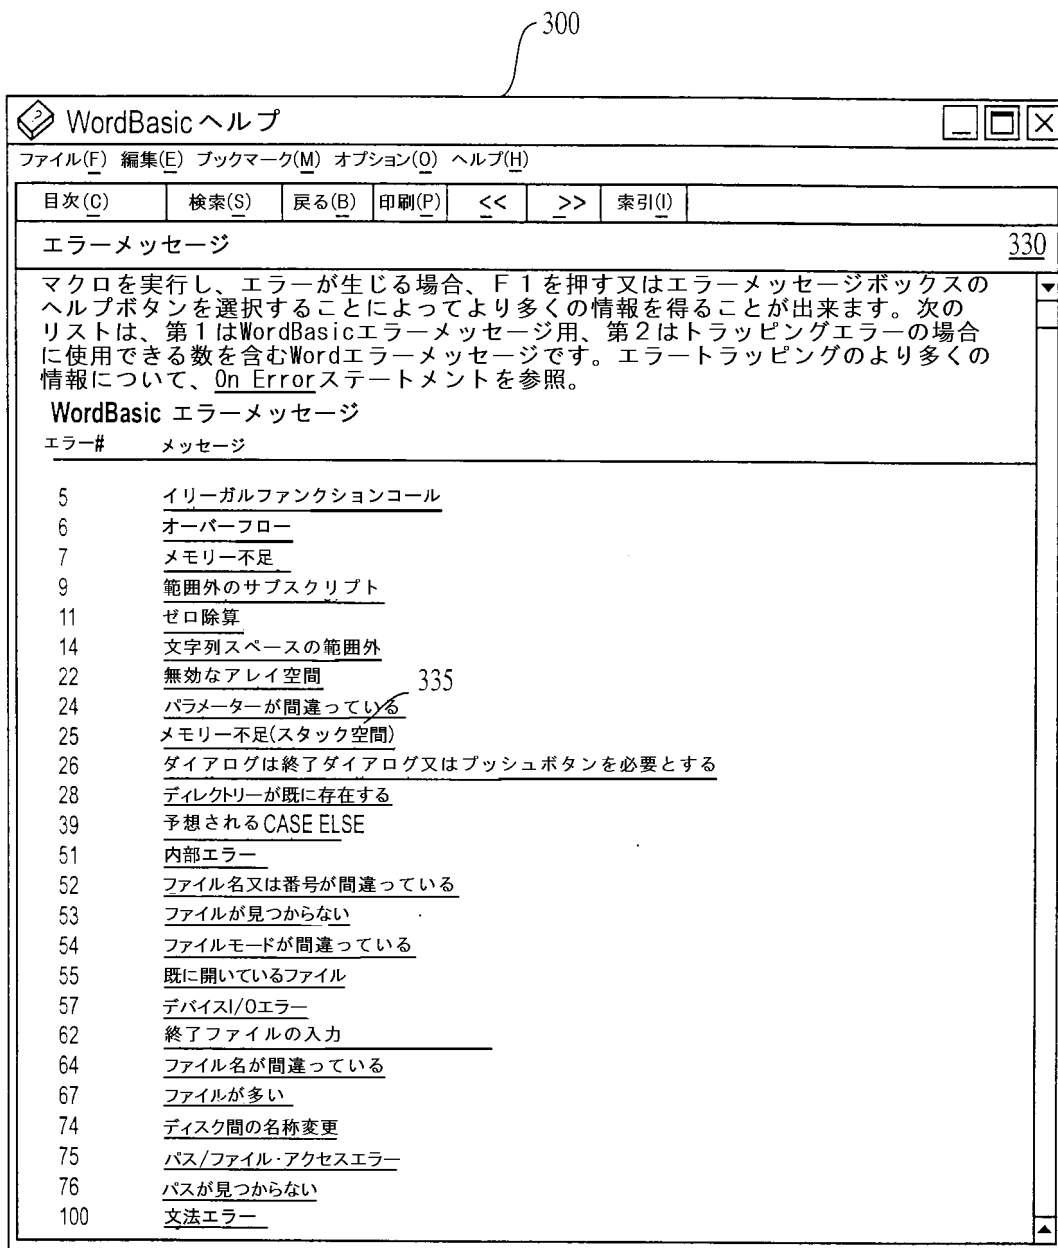 300
WordBasic ヘルプ
ファイル(F) 編集(E) ブックマーク(M) オプション(O) ヘルプ(H)
目次(C) 検索(S) 戻る(B) 印刷(P) << >> 索引(I)
エラーメッセージ 330
マクロを実行し、エラーが生じる場合、F1を押す又はエラーメッセージボックスの
ヘルプボタンを選択することによってより多くの情報を得ることが出来ます。次の
リストは、第1はWordBasicエラーメッセージ用、第2はトラッピングエラーの場合
に使用できる数を含むWordエラーメッセージです。エラートラッピングのより多くの
情報について、On Errorステートメントを参照。
WordBasic エラーメッセージ
エラー# メッセージ
5 イリーガルファンクションコール
6 オーバーフロー
7 メモリー不足
9 範囲外のサブスクリプト
11 ゼロ除算
14 文字列スペースの範囲外
22 無効なアレイ空間
335
24 パラメーターが間違っている
25 メモリー不足(スタック空間)
26 ダイアログは終了ダイアログ又はプッシュボタンを必要とする
28 ディレクトリーが既に存在する
39 予想されるCASE ELSE
51 内部エラー
52 ファイル名又は番号が間違っている
53 ファイルが見つからない
54 ファイルモードが間違っている
55 既に開いているファイル
57 デバイスI/Oエラー
62 終了ファイルの入力
64 ファイル名が間違っている
67 ファイルが多い
74 ディスク間の名称変更
75 パス/ファイル・アクセスエラー
76 パスが見つからない
100 文法エラー